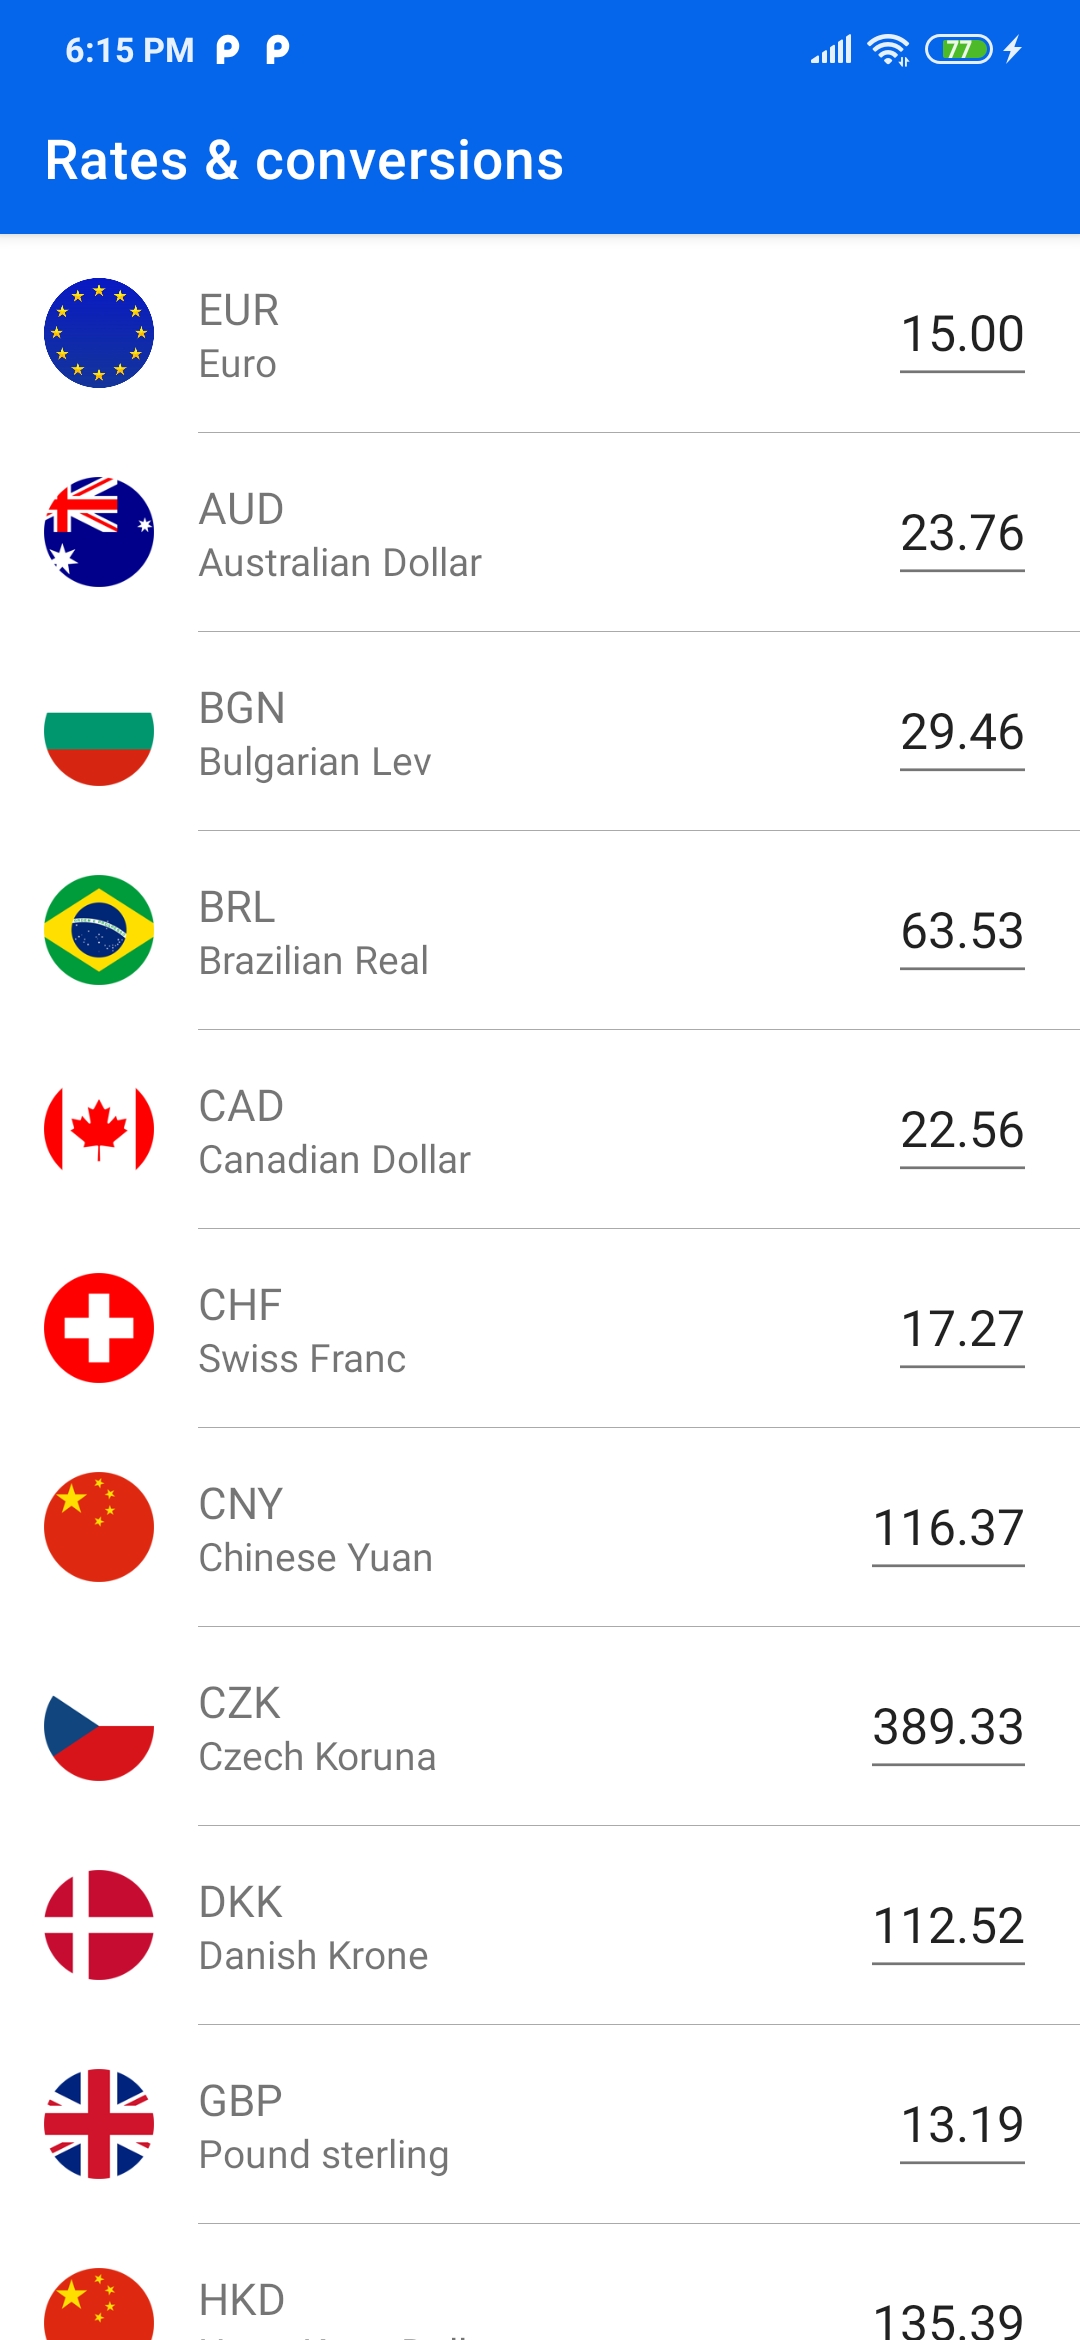 6:15 PM
77
Rates & conversions
EUR
Euro
15.00
AUD
Australian Dollar
23.76
BGN
Bulgarian Lev
29.46
BRL
Brazilian Real
63.53
CAD
Canadian Dollar
22.56
CHF
Swiss Franc
17.27
CNY
Chinese Yuan
116.37
CZK
Czech Koruna
389.33
DKK
Danish Krone
112.52
GBP
Pound sterling
13.19
HKD
135.39